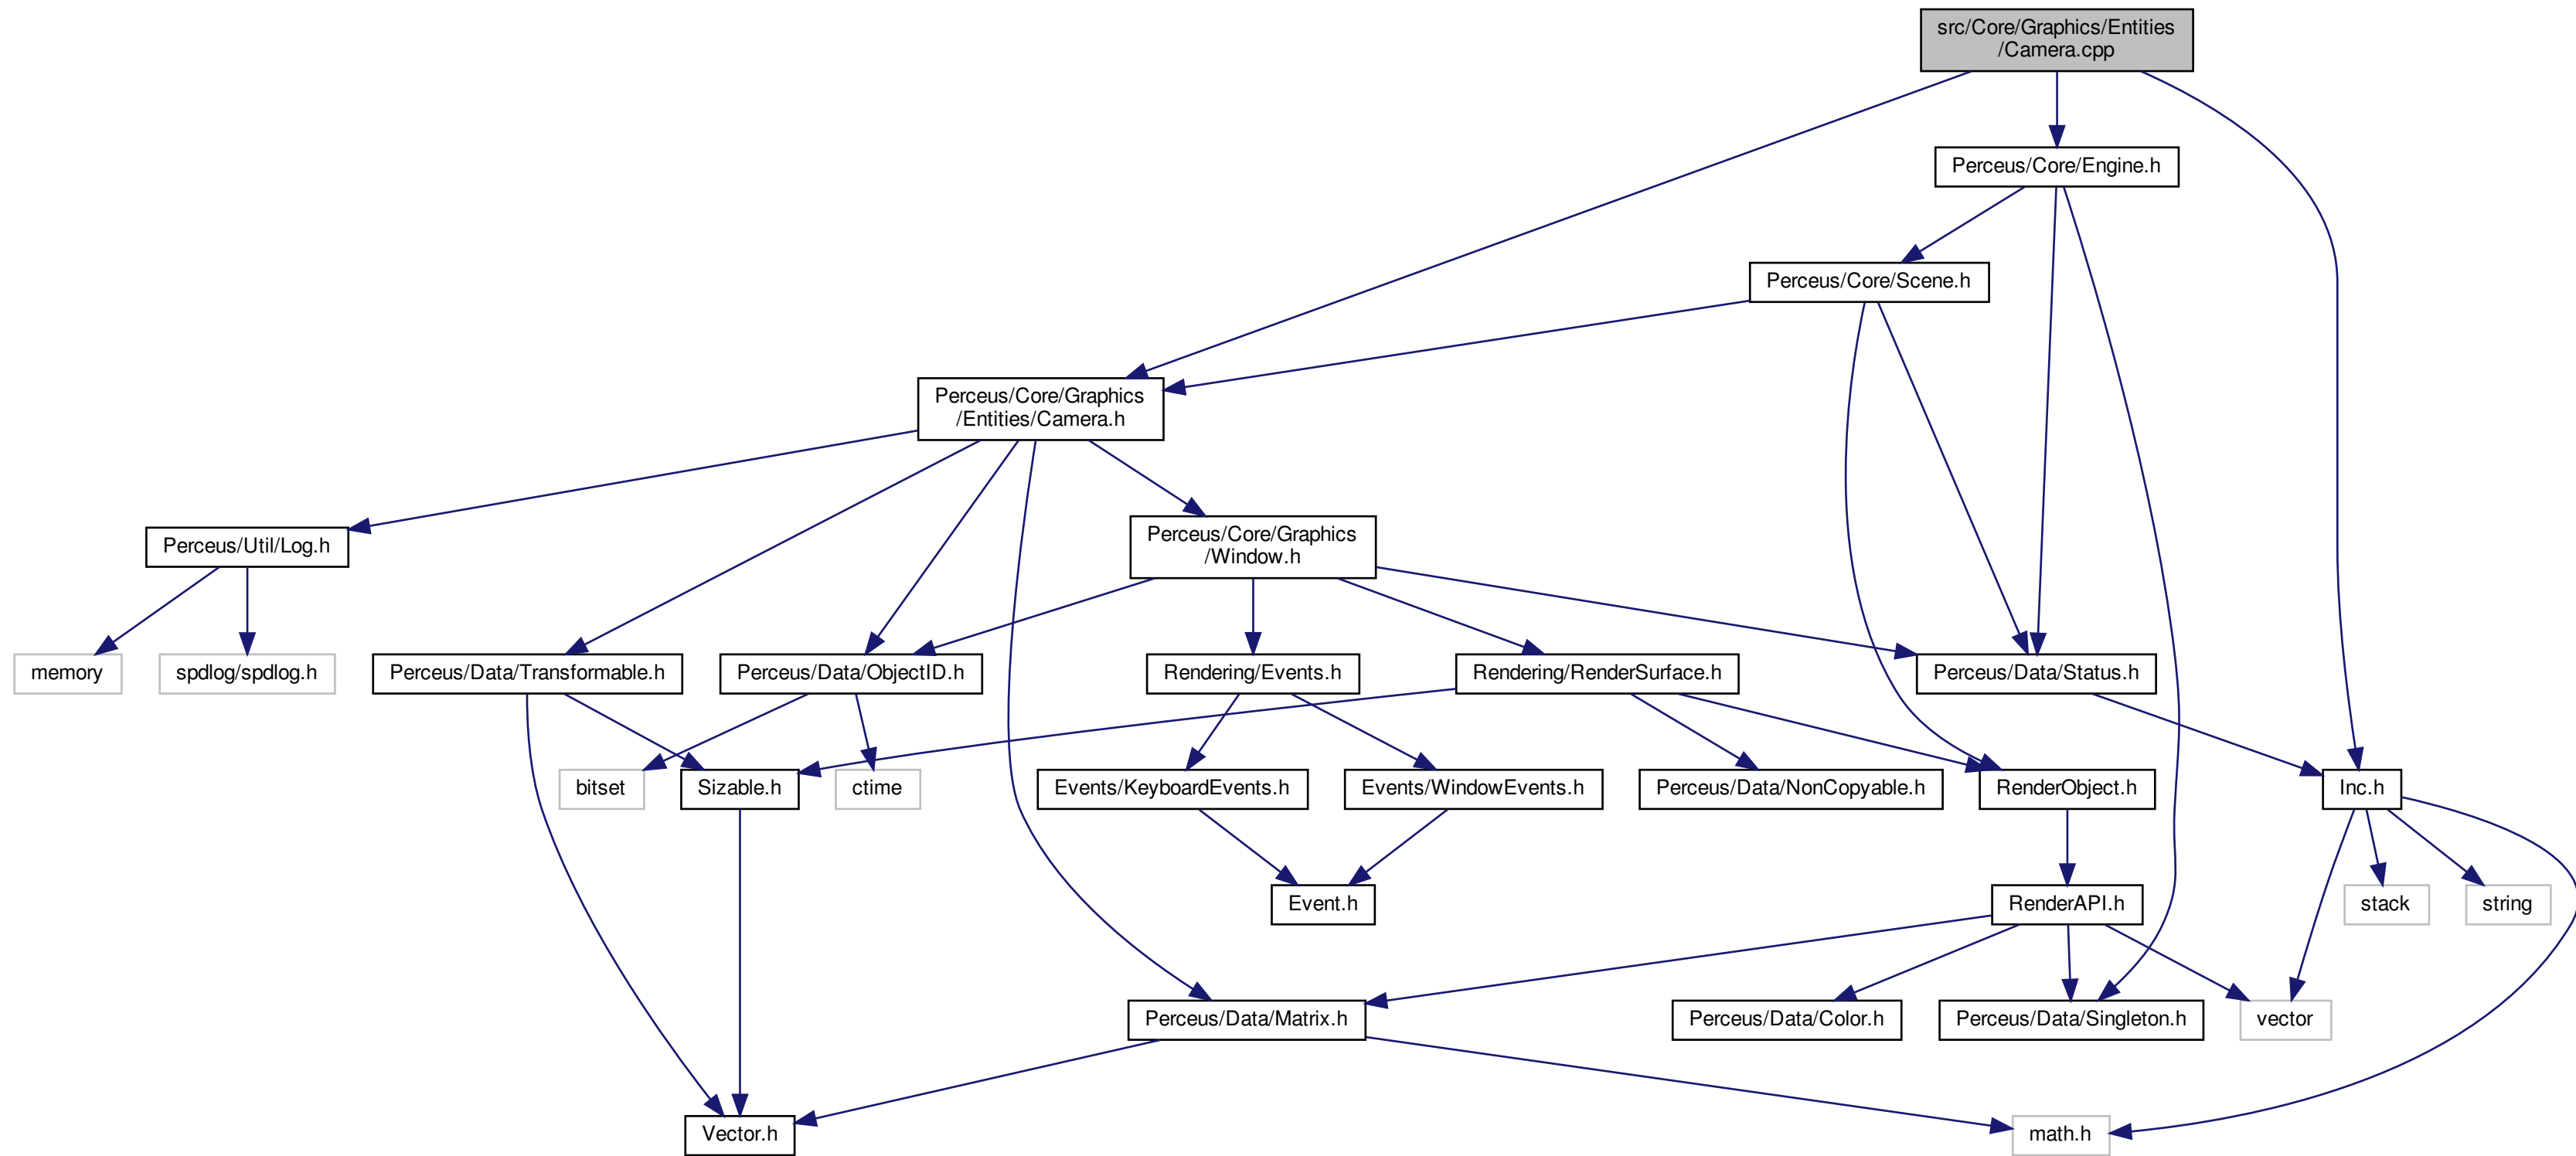 src/Core/Graphics/Entities
/Camera.cpp
Perceus/Core/Engine.h
Perceus/Core/Scene.h
Perceus/Core/Graphics
/Entities/Camera.h
Perceus/Util/Log.h
Perceus/Core/Graphics
/Window.h
memory
spdlog/spdlog.h
Perceus/Data/Transformable.h
Perceus/Data/ObjectID.h
Rendering/Events.h
Rendering/RenderSurface.h
Perceus/Data/Status.h
bitset
Sizable.h
ctime
Events/KeyboardEvents.h
Events/WindowEvents.h
Perceus/Data/NonCopyable.h
RenderObject.h
Inc.h
Event.h
RenderAPI.h
stack
string
Perceus/Data/Matrix.h
Perceus/Data/Color.h
Perceus/Data/Singleton.h
vector
Vector.h
math.h